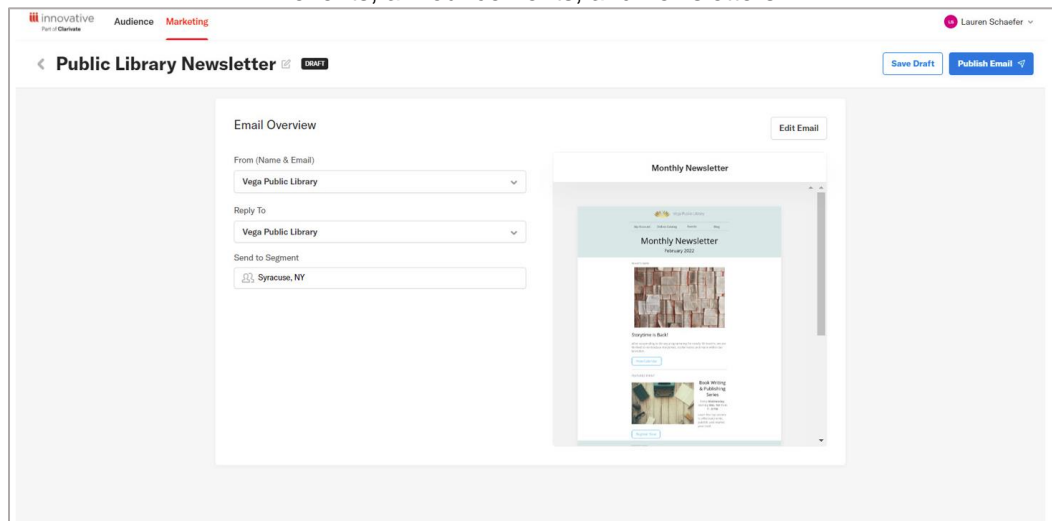 innovative
Part of Clarivate
Audience Marketing
LS Lauren Schaefer
Public Library Newsletter DRAFT
Save Draft Publish Email
Email Overview
Edit Email
From (Name & Email)
Vega Public Library
Reply To
Vega Public Library
Send to Segment
Syracuse, NY
Monthly Newsletter
Monthly Newsletter
February 2022
Storytime is Back!
Book Writing
& Publishing
Series